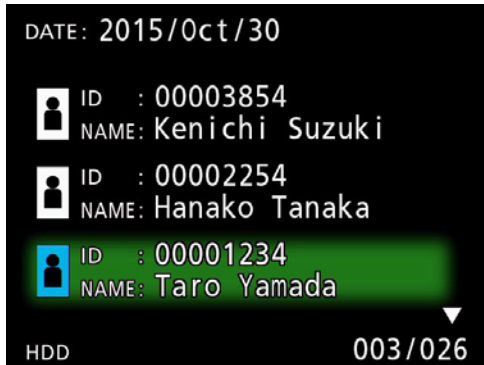 DATE: 2015/Oct/30
ID : 00003854
NAME: Kenichi Suzuki
ID : 00002254
NAME: Hanako Tanaka
ID : 00001234
NAME: Taro Yamada
HDD 003/026